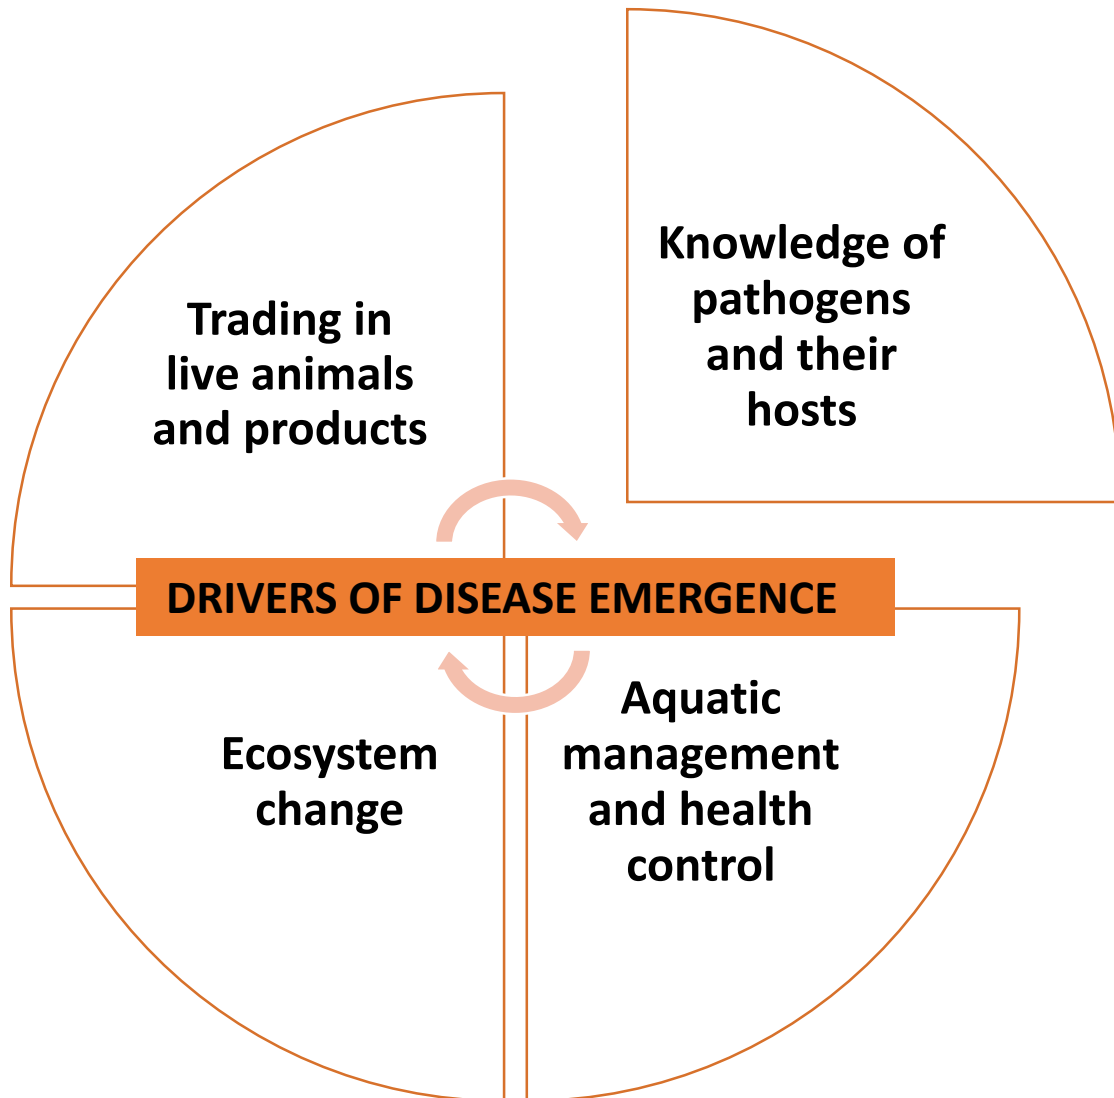 Trading in
live animals
and products
Knowledge of
pathogens
and their
hosts
DRIVERS OF DISEASE EMERGENCE
Ecosystem
change
Aquatic
management
and health
control